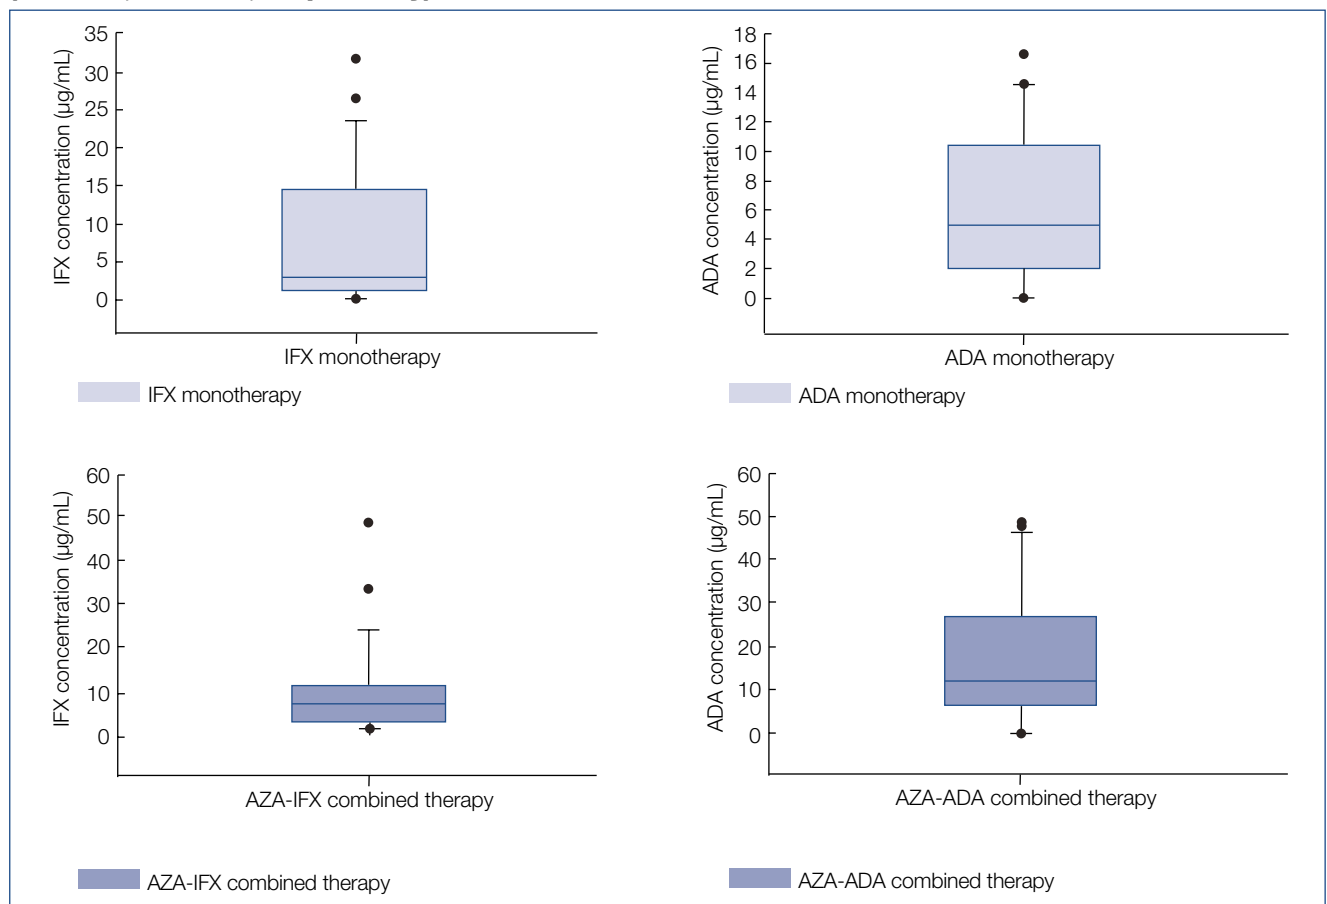 IFX concentration (µg/mL)
35
30
25
20
15
10
5
0
IFX monotherapy
IFX monotherapy
ADA concentration (µg/mL)
18
16
14
12
10
8
6
4
2
0
ADA monotherapy
ADA monotherapy
IFX concentration (µg/mL)
60
50
40
30
20
10
0
AZA-IFX combined therapy
AZA-IFX combined therapy
ADA concentration (µg/mL)
60
50
40
30
20
10
0
AZA-ADA combined therapy
AZA-ADA combined therapy